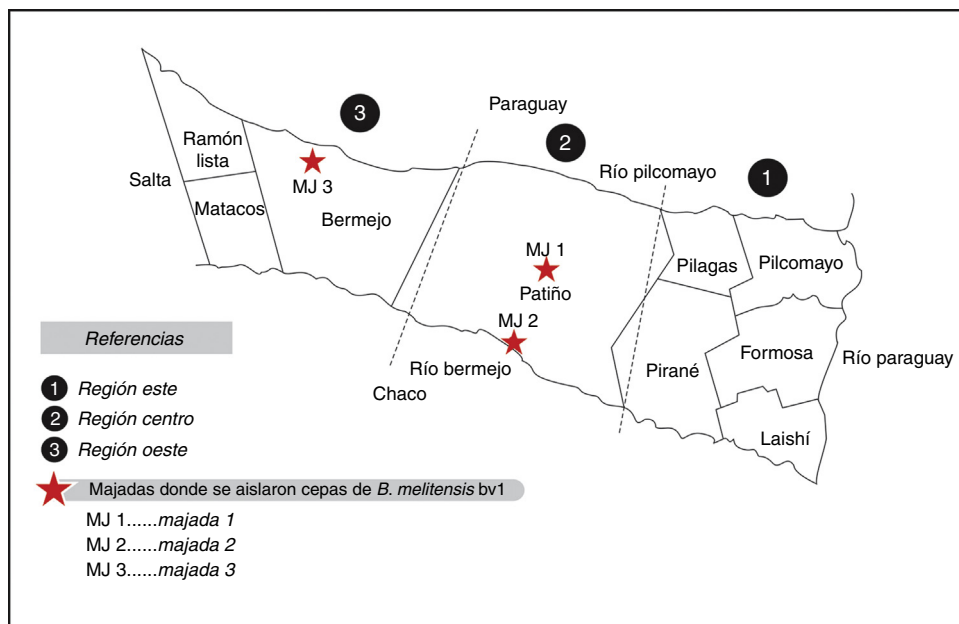 3
Paraguay
2
Río pilcomayo
1
Ramón
lista
Salta
Matacos
MJ 3
Bermejo
MJ 1
Patiño
MJ 2
Pilagas
Pilcomayo
Formosa
Río paraguay
Pirané
Laishí
Río bermejo
Chaco
Referencias
1 Región este
2 Región centro
3 Región oeste
Majadas donde se aislaron cepas de B. melitensis bv1
MJ 1......majada 1
MJ 2......majada 2
MJ 3......majada 3